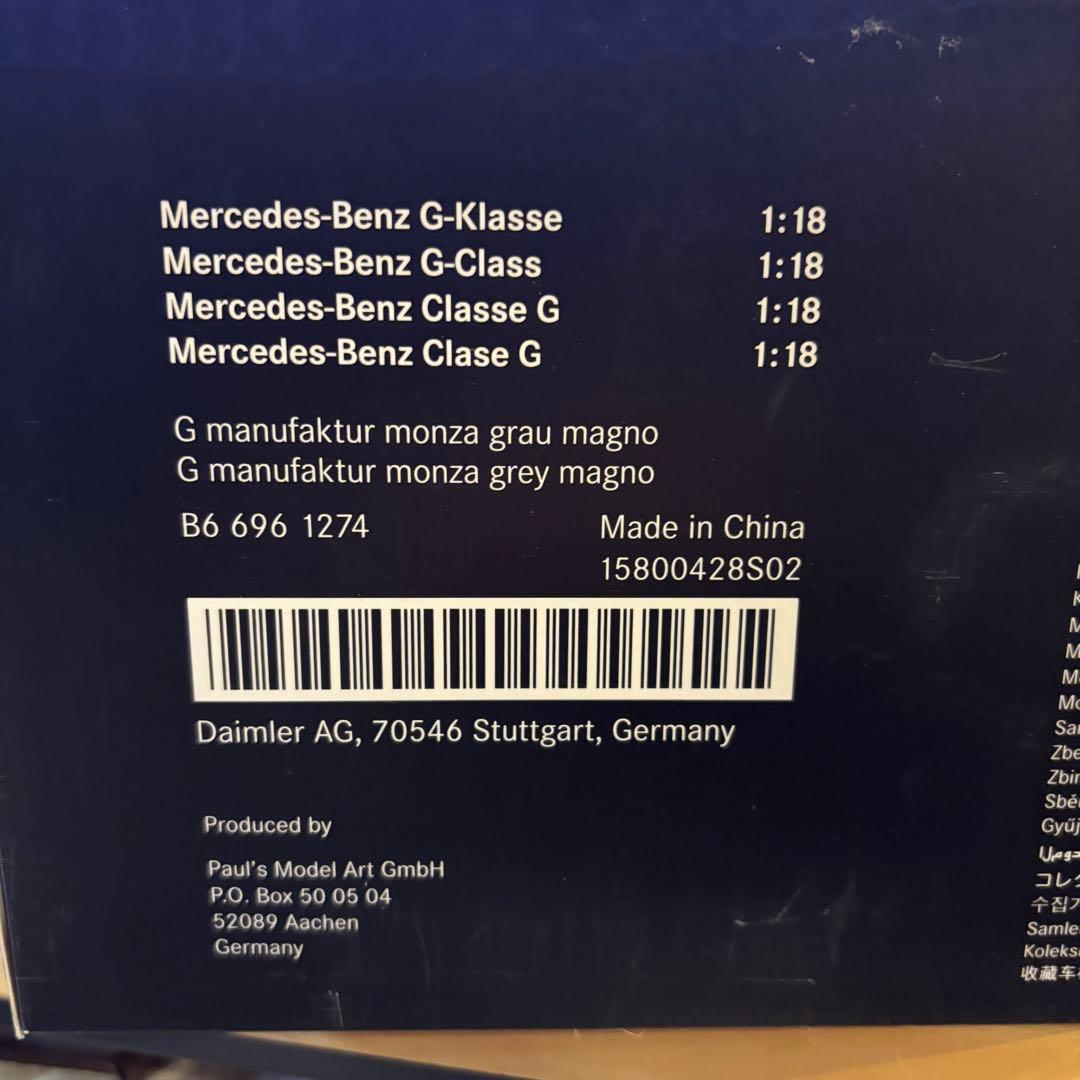 Mercedes-Benz G-Klasse 1:18
Mercedes-Benz G-Class 1:18
Mercedes-Benz Classe G 1:18
Mercedes-Benz Clase G 1:18
G manufaktur monza grau magno
G manufaktur monza grey magno
B6 696 1274 Made in China
15800428S02
Daimler AG, 70546 Stuttgart, Germany
Produced by
Paul's Model Art GmbH
P.O. Box 50 05 04
52089 Aachen
Germany